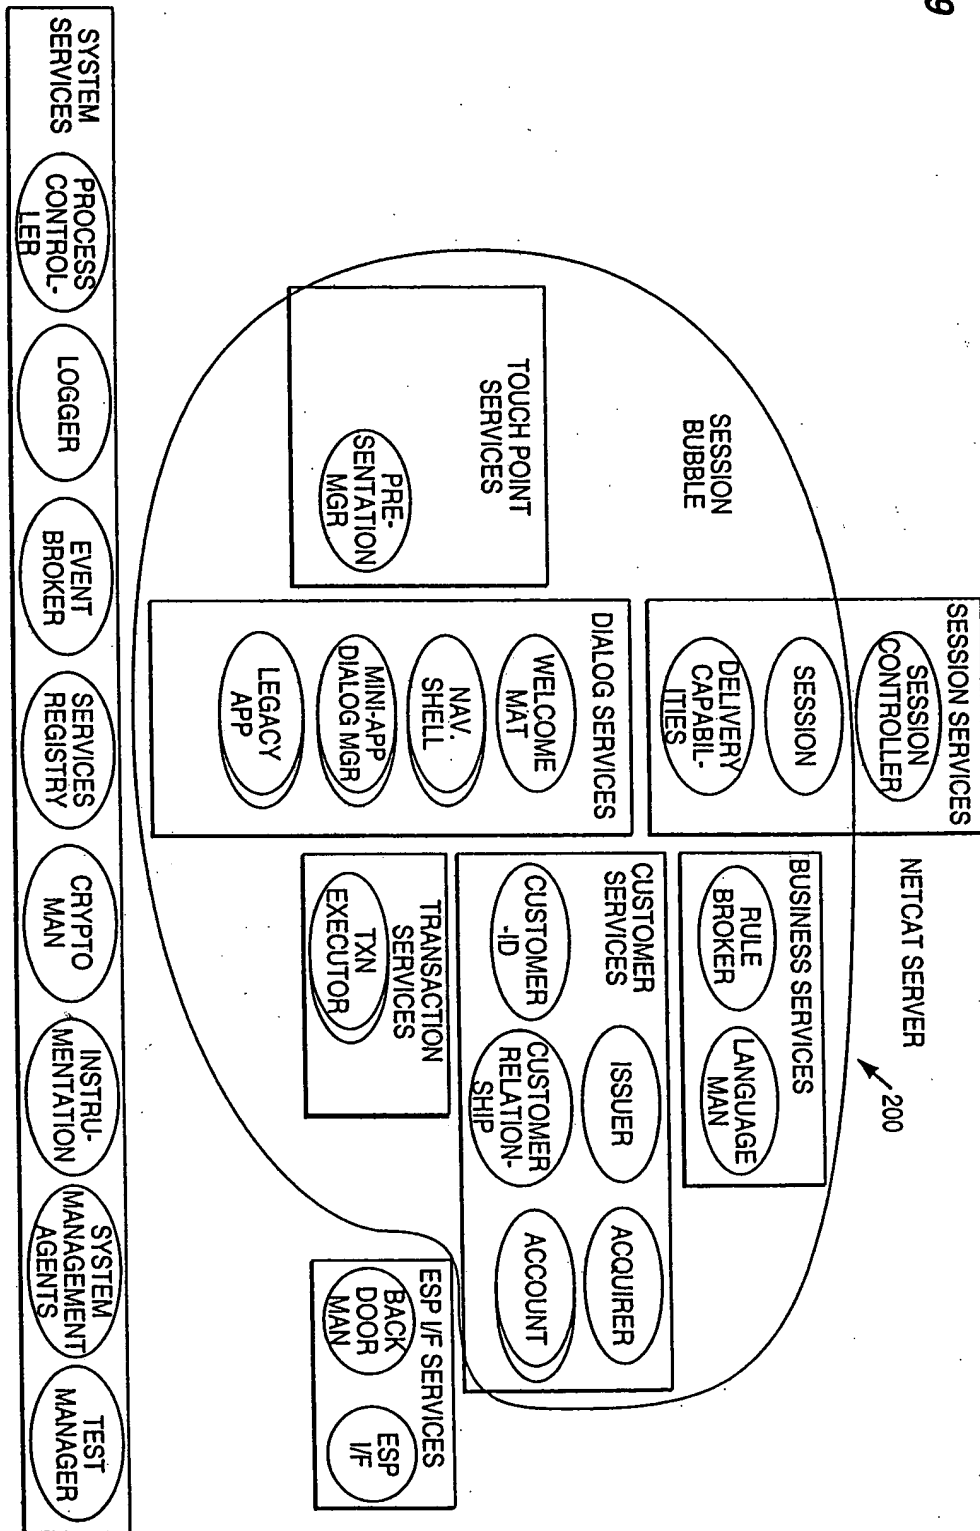 9
NETCAT SERVER
200
SESSION SERVICES
SESSION
CONTROLLER
SESSION
DELIVERY
CAPABIL-
ITIES
SESSION
BUBBLE
BUSINESS SERVICES
RULE
BROKER
LANGUAGE
MAN
TOUCH POINT
SERVICES
PRE-
SENTATION
MGR
DIALOG SERVICES
WELCOME
MAT
NAV.
SHELL
MINI-APP
DIALOG MGR
LEGACY
APP
CUSTOMER
SERVICES
ISSUER
ACQUIRER
CUSTOMER
-ID
CUSTOMER
RELATION-
SHIP
ACCOUNT
TRANSACTION
SERVICES
TXN
EXECUTOR
ESP I/F SERVICES
BACK
DOOR
MAN
ESP
I/F
SYSTEM
SERVICES
PROCESS
CONTROL-
LER
LOGGER
EVENT
BROKER
SERVICES
REGISTRY
CRYPTO
MAN
INSTRU-
MENTATION
SYSTEM
MANAGEMENT
AGENTS
TEST
MANAGER